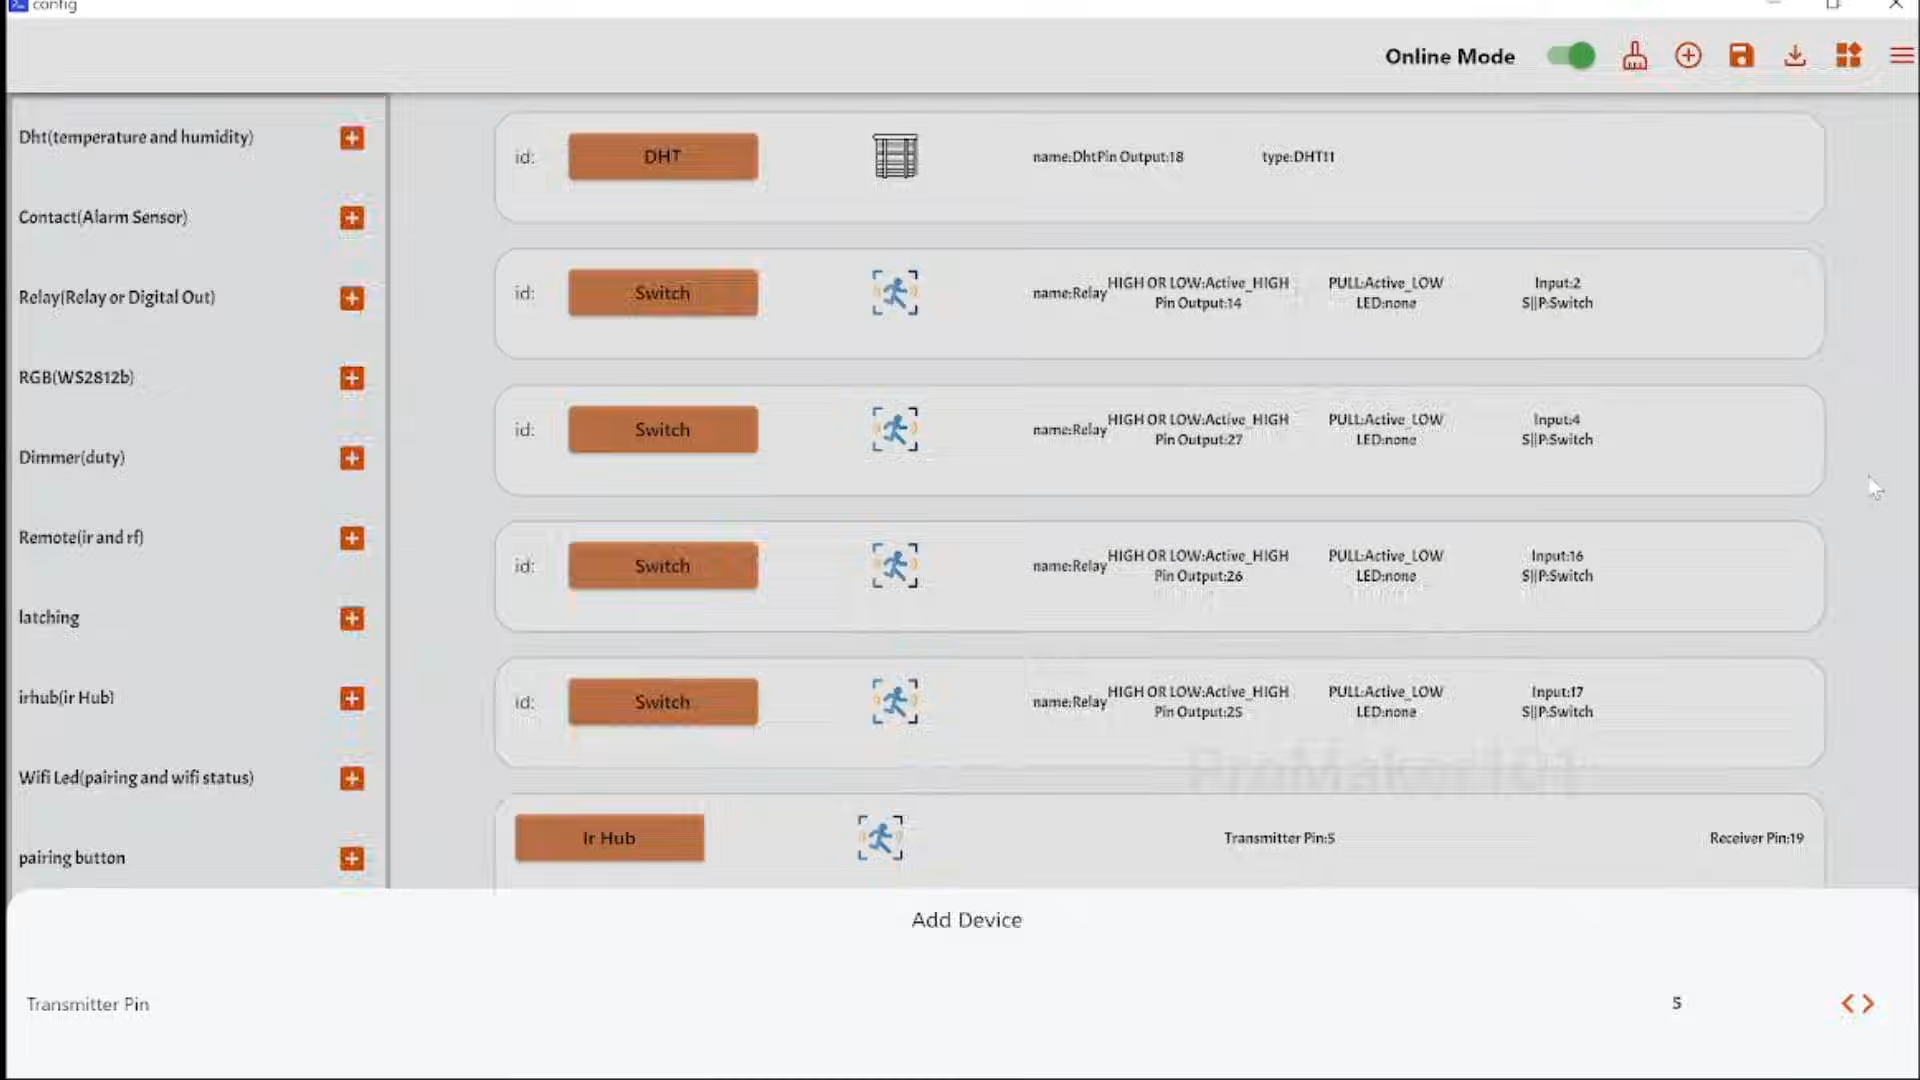 config
Online Mode
Dht(temperature and humidity)
Contact(Alarm Sensor)
Relay(Relay or Digital Out)
RGB(WS2812b)
Dimmer(duty)
Remote(ir and rf)
latching
irhub(ir Hub)
Wifi Led(pairing and wifi status)
pairing button
id: DHT name:DhtPin Output:18 type:DHT11
id: Switch name:Relay HIGH OR LOW:Active_HIGH PULL:Active_LOW Input:2
Pin Output:14 LED:none S||P:Switch
id: Switch name:Relay HIGH OR LOW:Active_HIGH PULL:Active_LOW Input:4
Pin Output:27 LED:none S||P:Switch
id: Switch name:Relay HIGH OR LOW:Active_HIGH PULL:Active_LOW Input:16
Pin Output:26 LED:none S||P:Switch
id: Switch name:Relay HIGH OR LOW:Active_HIGH PULL:Active_LOW Input:17
Pin Output:25 LED:none S||P:Switch
ProMaker101
Ir Hub Transmitter Pin:5 Receiver Pin:19
Add Device
Transmitter Pin 5